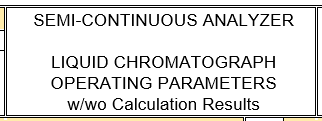 SEMI-CONTINUOUS ANALYZER
LIQUID CHROMATOGRAPH
OPERATING PARAMETERS
w/wo Calculation Results